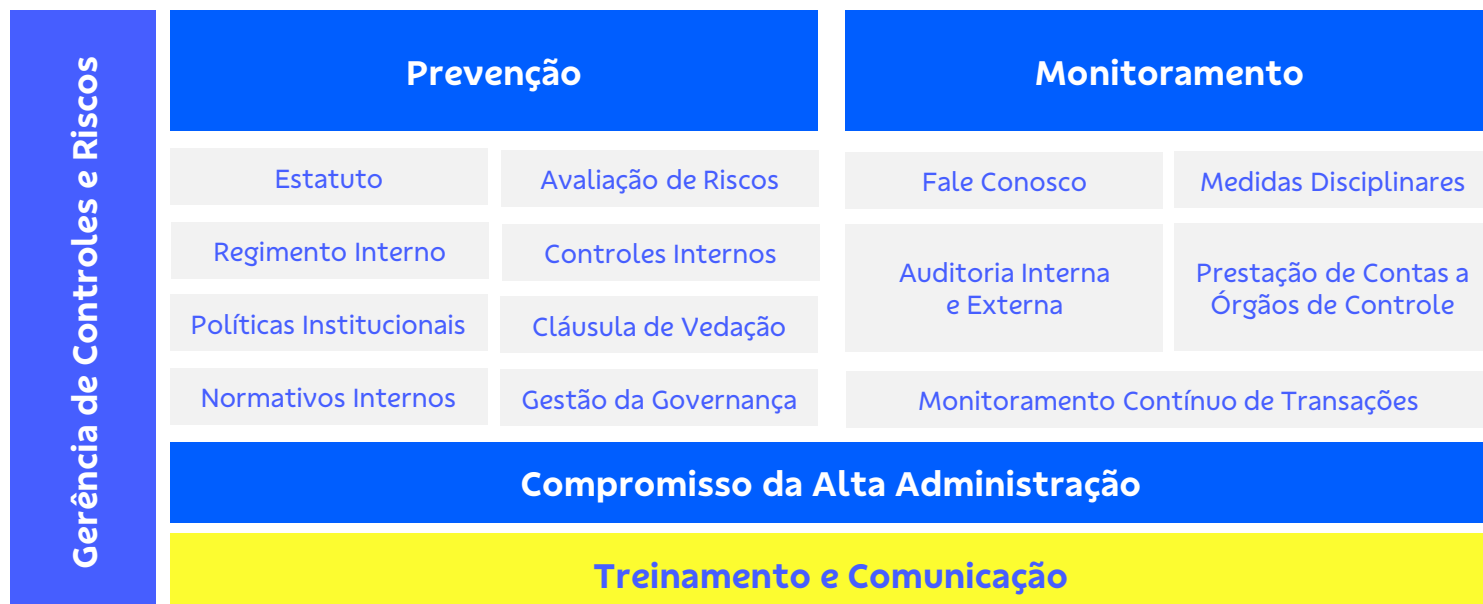 Gerência de Controles e Riscos
Prevenção
Estatuto
Avaliação de Riscos
Regimento Interno
Controles Internos
Políticas Institucionais
Cláusula de Vedação
Normativos Internos
Gestão da Governança
Monitoramento
Fale Conosco
Medidas Disciplinares
Auditoria Interna
e Externa
Prestação de Contas a
Órgãos de Controle
Monitoramento Contínuo de Transações
Compromisso da Alta Administração
Treinamento e Comunicação